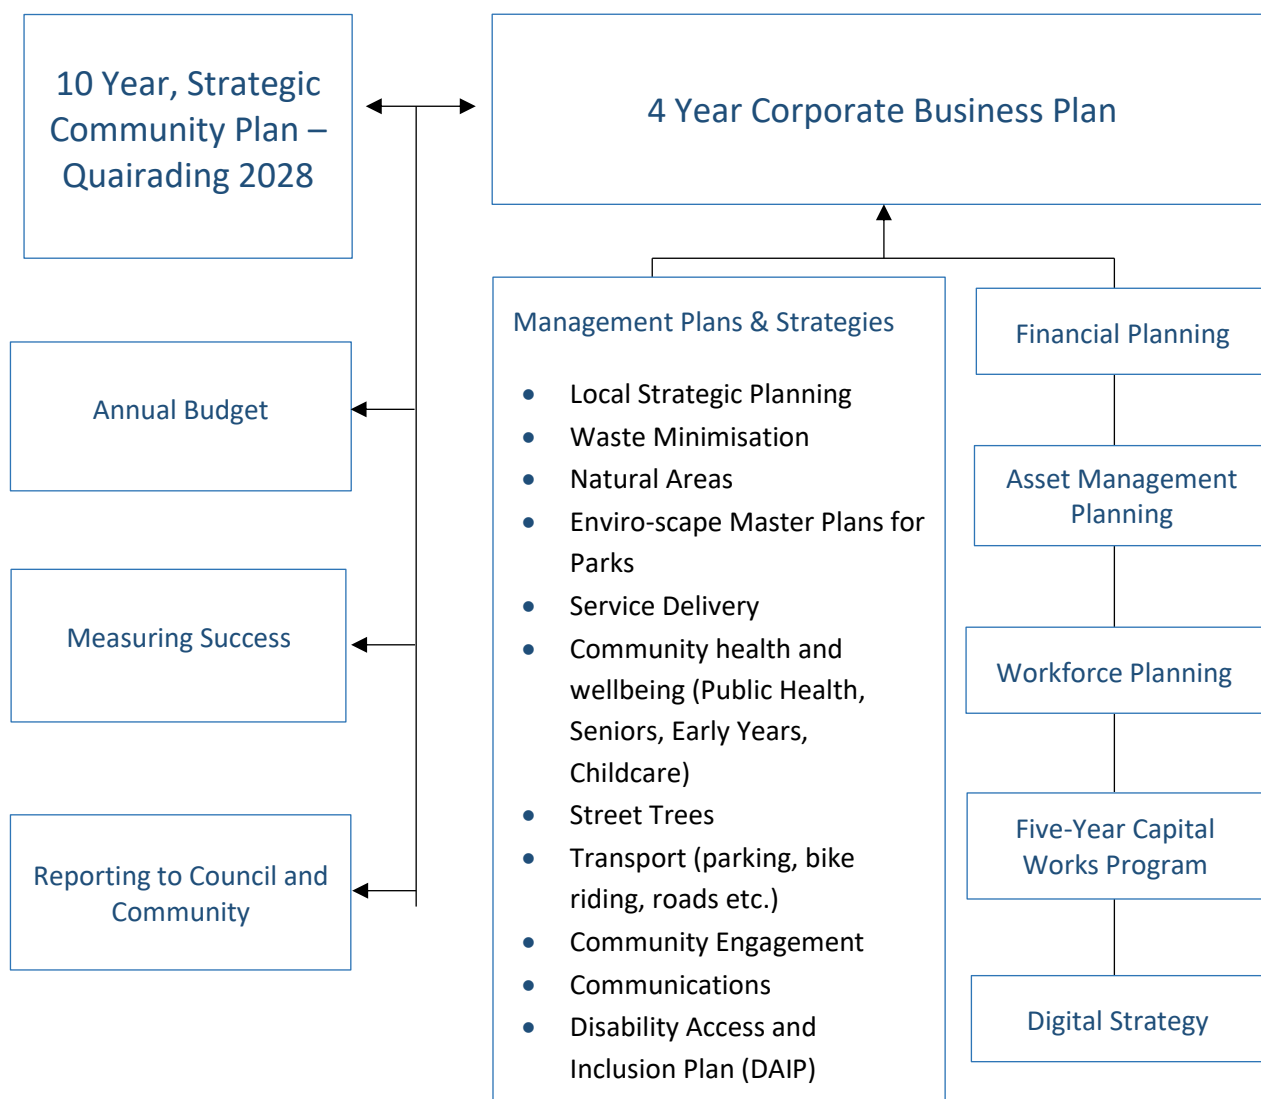 10 Year, Strategic
Community Plan –
Quairading 2028
4 Year Corporate Business Plan
Annual Budget
Measuring Success
Reporting to Council and
Community
Management Plans & Strategies
• Local Strategic Planning
• Waste Minimisation
• Natural Areas
• Enviro-scape Master Plans for
Parks
• Service Delivery
• Community health and
wellbeing (Public Health,
Seniors, Early Years,
Childcare)
• Street Trees
• Transport (parking, bike
riding, roads etc.)
• Community Engagement
• Communications
• Disability Access and
Inclusion Plan (DAIP)
Financial Planning
Asset Management
Planning
Workforce Planning
Five-Year Capital
Works Program
Digital Strategy